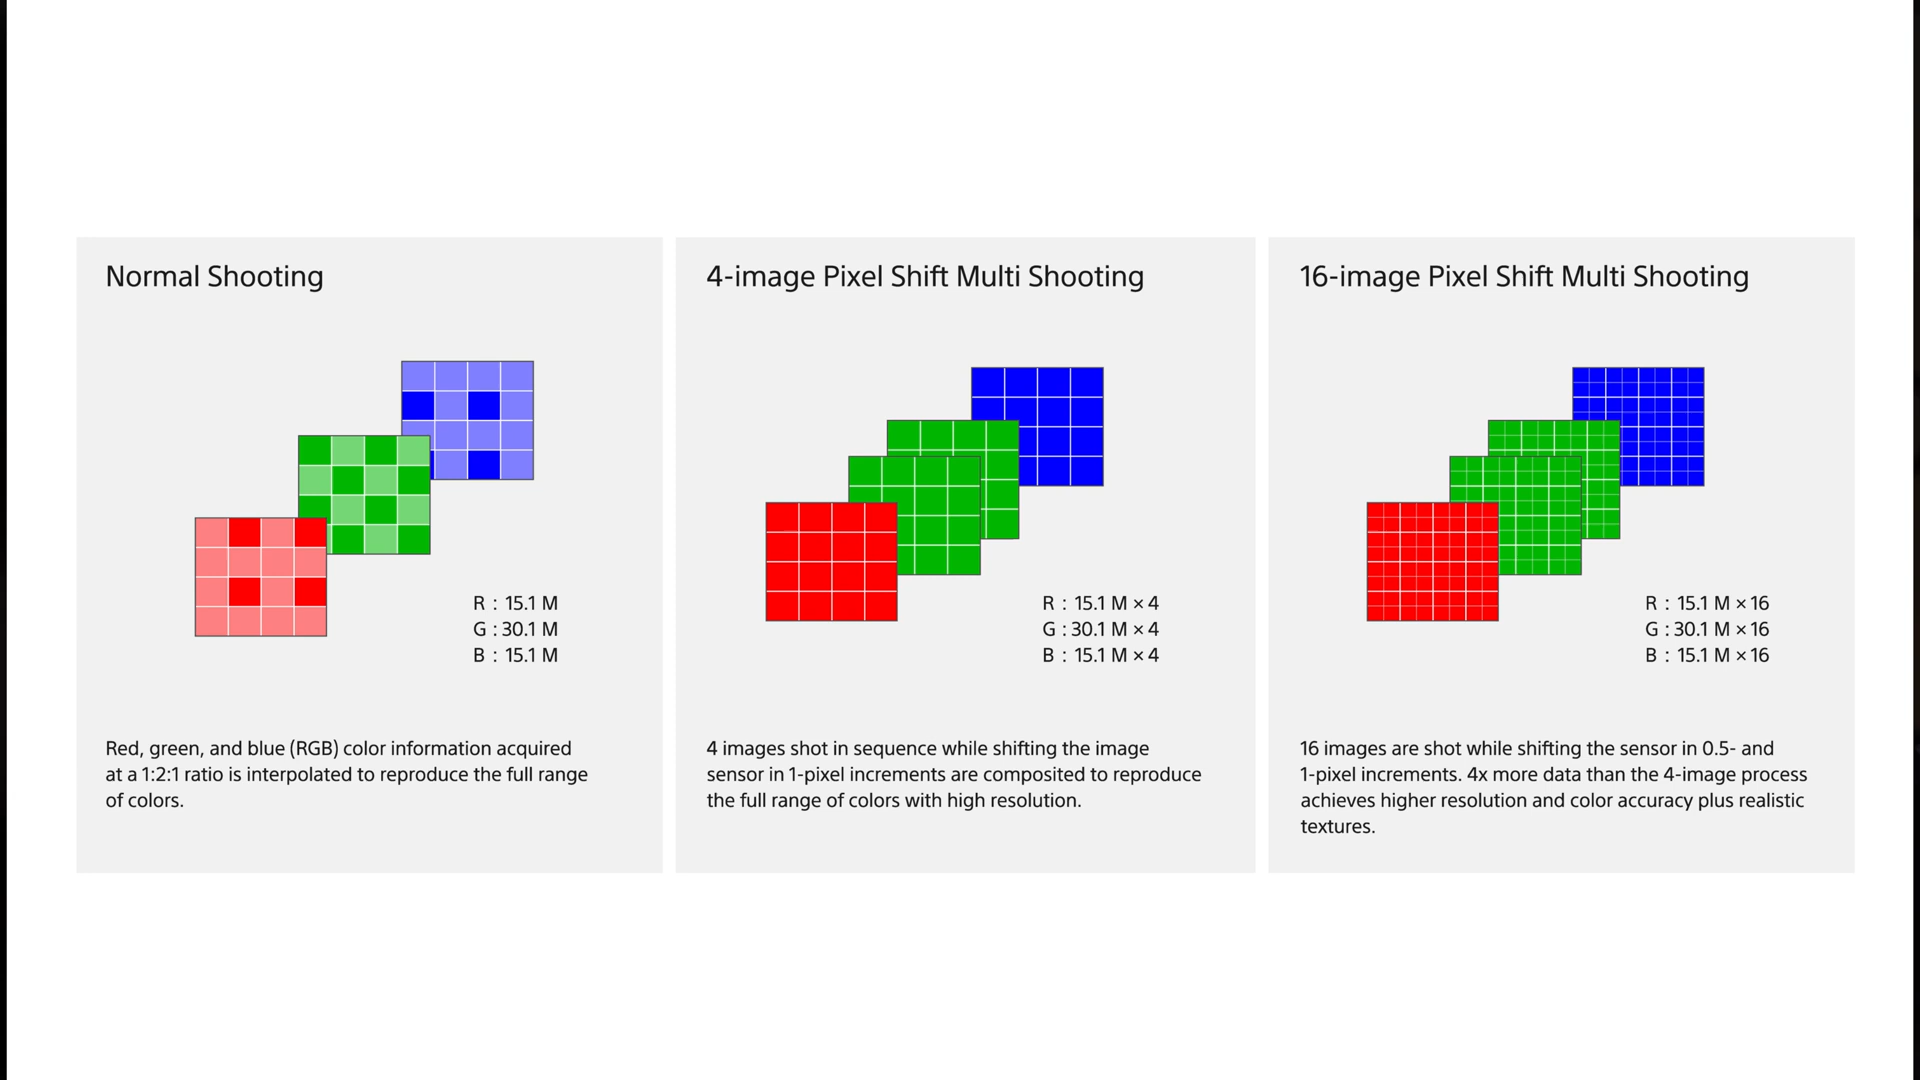 Normal Shooting
R : 15.1 M
G : 30.1 M
B : 15.1 M
Red, green, and blue (RGB) color information acquired
at a 1:2:1 ratio is interpolated to reproduce the full range
of colors.
4-image Pixel Shift Multi Shooting
R : 15.1 M × 4
G : 30.1 M × 4
B : 15.1 M × 4
4 images shot in sequence while shifting the image
sensor in 1-pixel increments are composited to reproduce
the full range of colors with high resolution.
16-image Pixel Shift Multi Shooting
R : 15.1 M × 16
G : 30.1 M × 16
B : 15.1 M × 16
16 images are shot while shifting the sensor in 0.5- and
1-pixel increments. 4x more data than the 4-image process
achieves higher resolution and color accuracy plus realistic
textures.